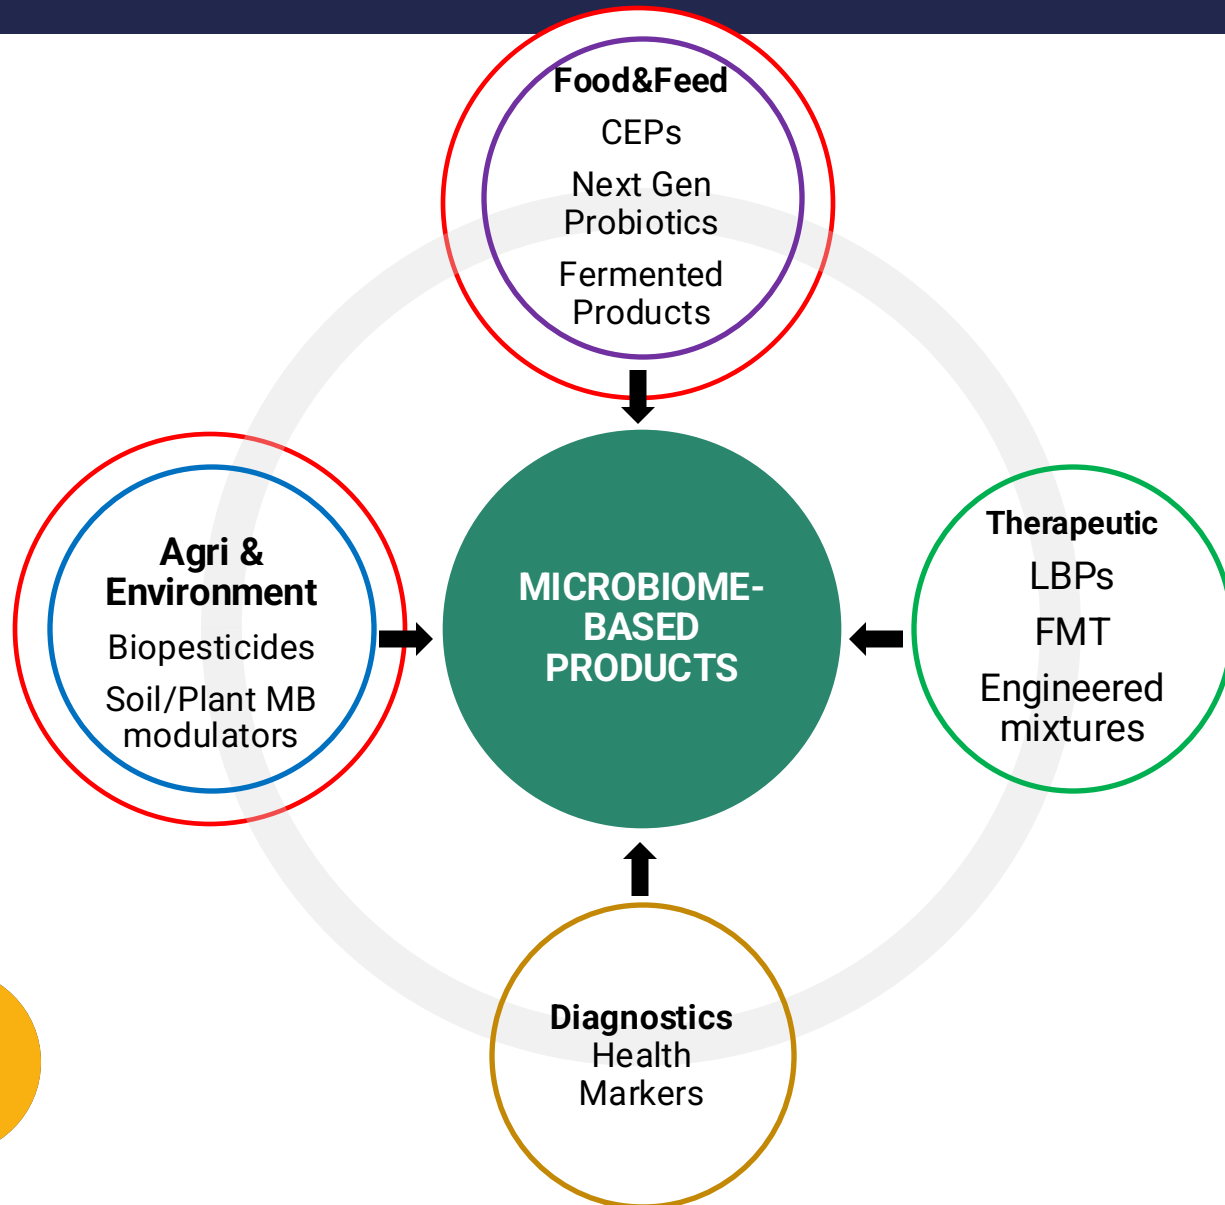 Food&Feed
CEPs
Next Gen
Probiotics
Fermented
Products
Agri &
Environment
Biopesticides
Soil/Plant MB
modulators
MICROBIOME-
BASED
PRODUCTS
Therapeutic
LBPs
FMT
Engineered
mixtures
Diagnostics
Health
Markers